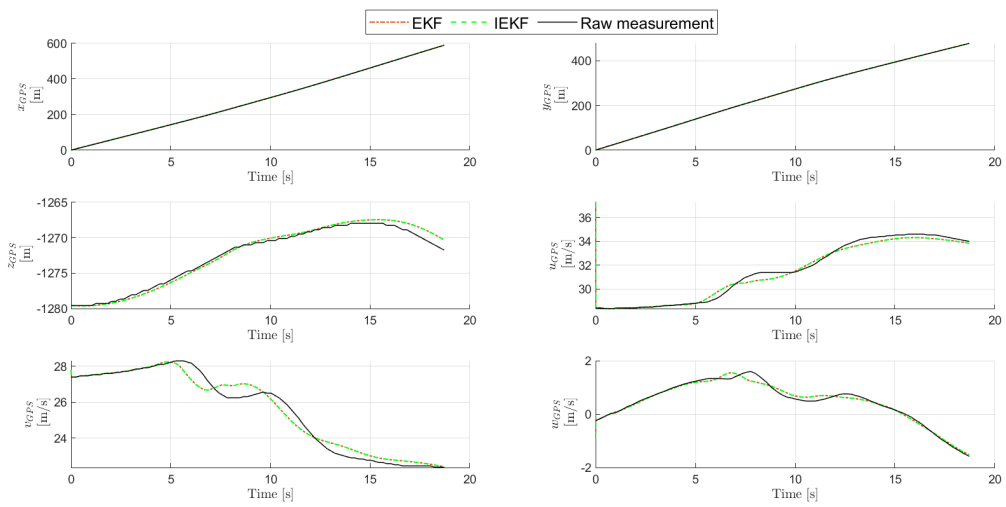 EKF IEKF Raw measurement
600
400
200
0
x_GPS [m]
0 5 10 15 20
Time [s]
400
200
0
y_GPS [m]
0 5 10 15 20
Time [s]
-1265
-1270
-1275
-1280
z_GPS [m]
0 5 10 15 20
Time [s]
36
34
32
30
u_GPS [m/s]
0 5 10 15 20
Time [s]
28
26
24
v_GPS [m/s]
0 5 10 15 20
Time [s]
2
0
-2
w_GPS [m/s]
0 5 10 15 20
Time [s]